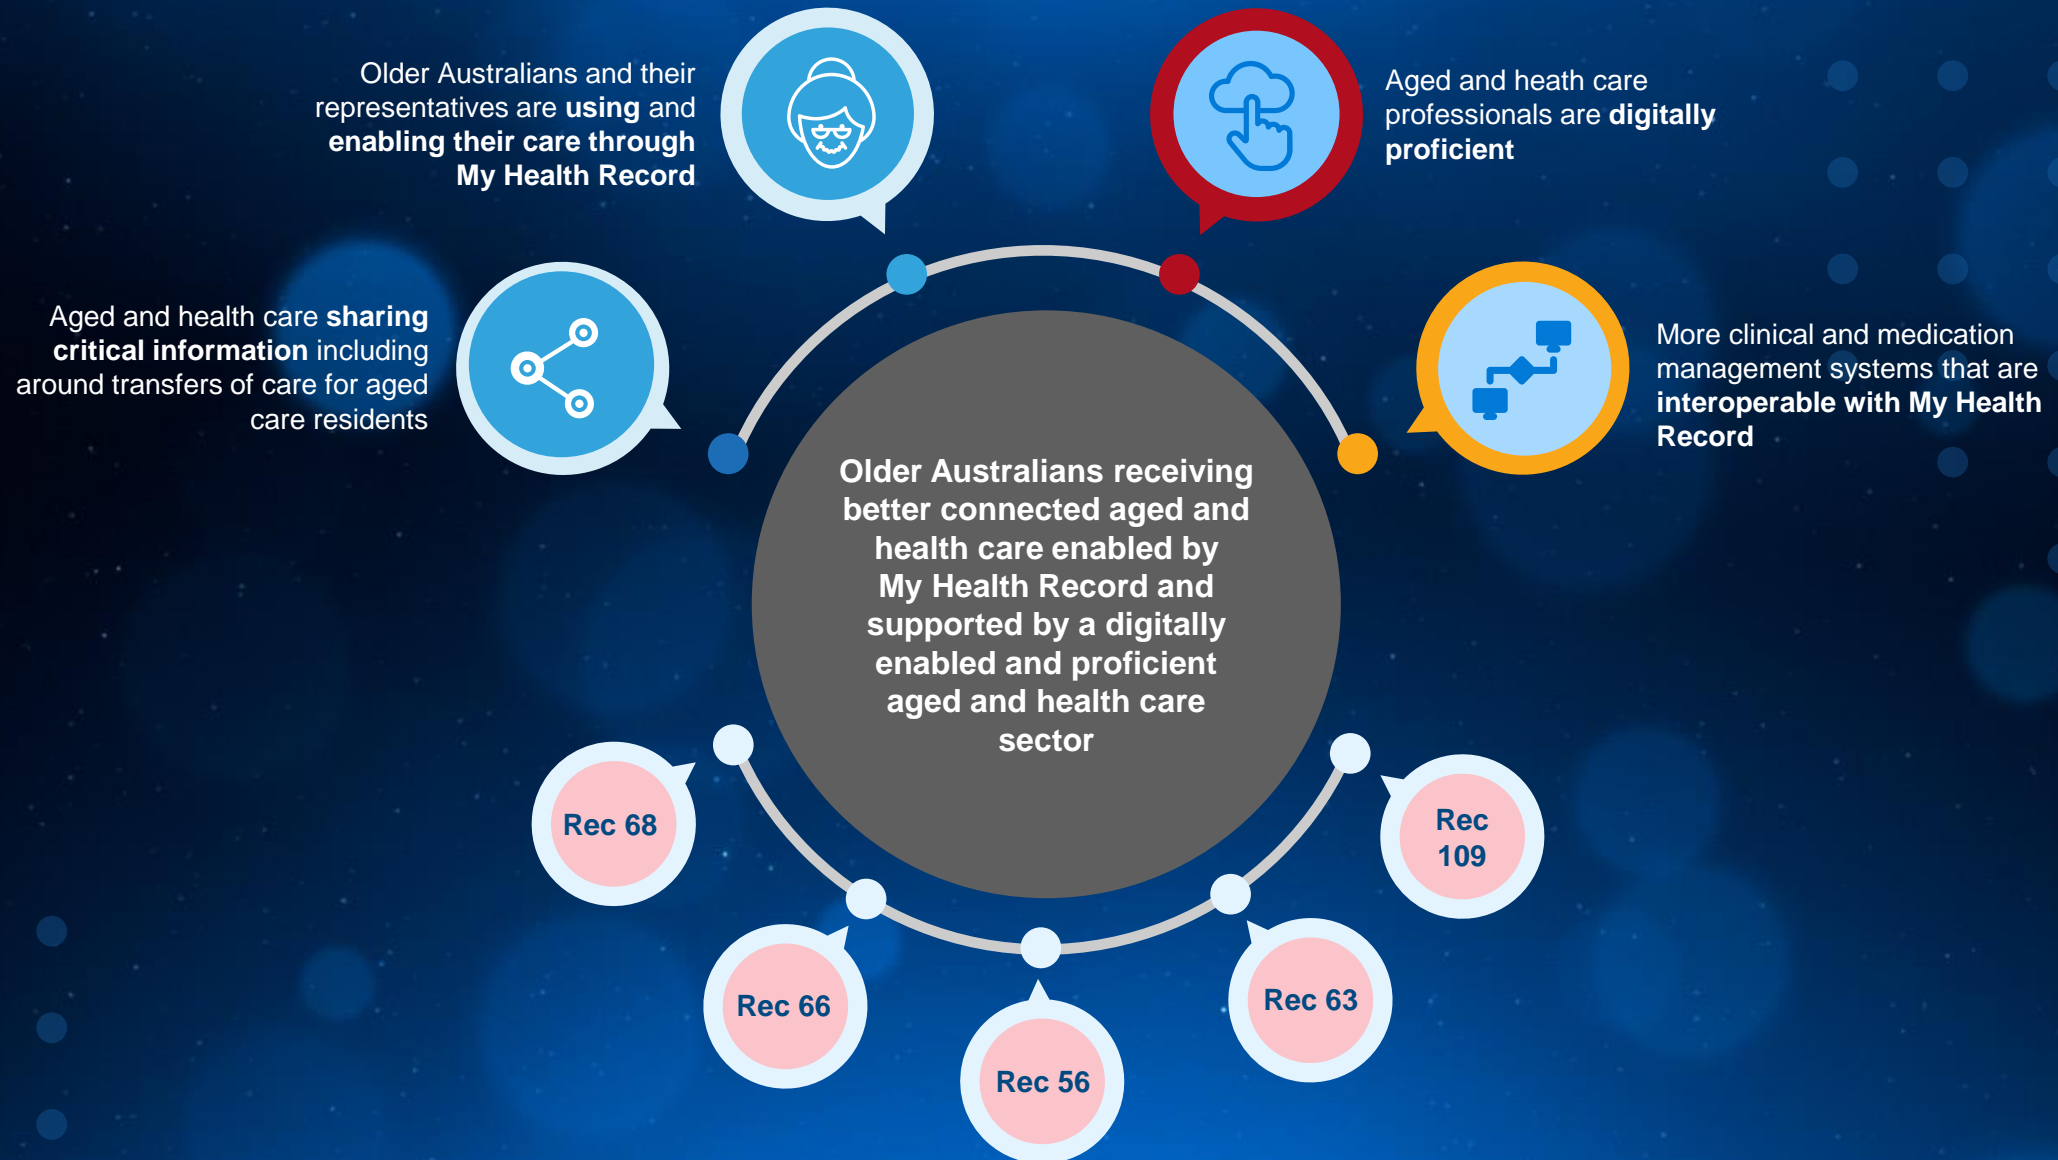 Older Australians and their
representatives are using and
enabling their care through
My Health Record
Aged and heath care
professionals are digitally
proficient
Aged and health care sharing
critical information including
around transfers of care for aged
care residents
More clinical and medication
management systems that are
interoperable with My Health
Record
Older Australians receiving
better connected aged and
health care enabled by
My Health Record and
supported by a digitally
enabled and proficient
aged and health care
sector
Rec 68
Rec 66
Rec 56
Rec 63
Rec
109